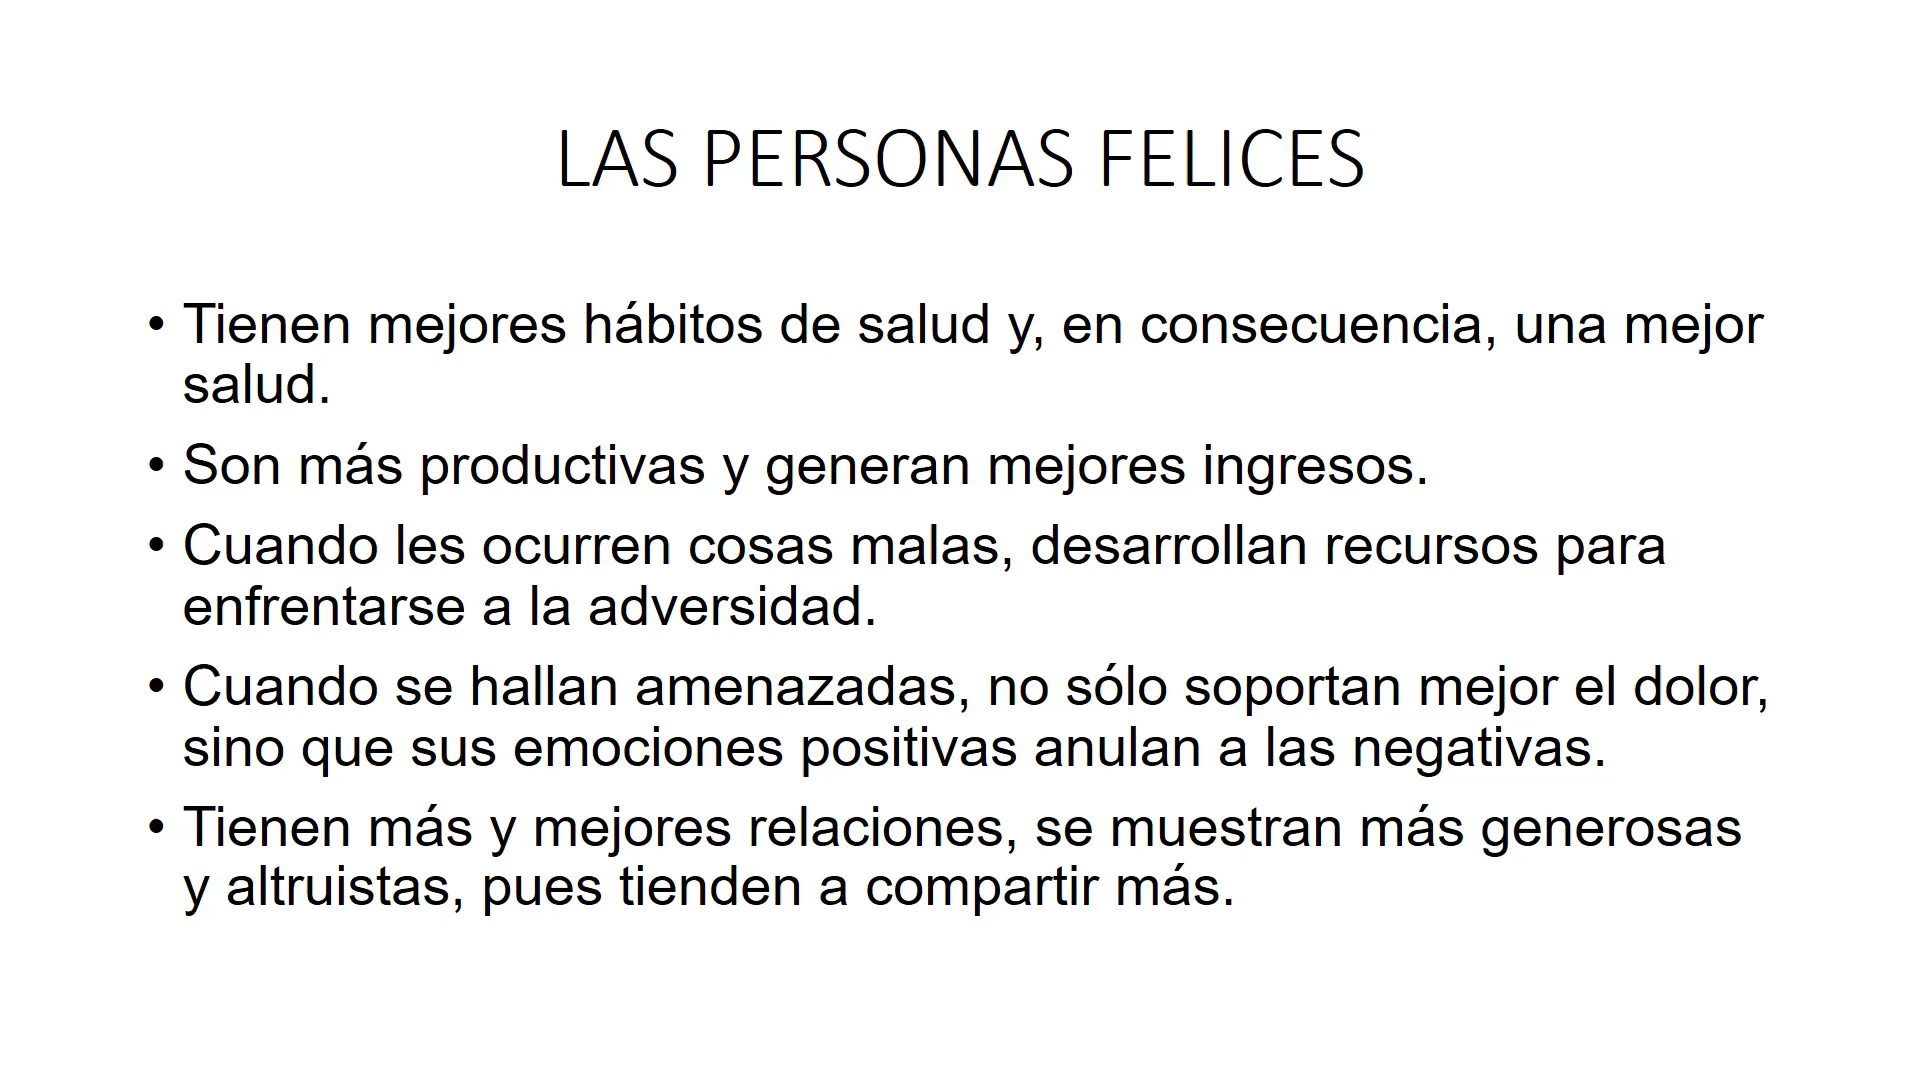 LAS PERSONAS FELICES
• Tienen mejores hábitos de salud y, en consecuencia, una mejor
salud.
• Son más productivas y generan mejores ingresos.
• Cuando les ocurren cosas malas, desarrollan recursos para
enfrentarse a la adversidad.
• Cuando se hallan amenazadas, no sólo soportan mejor el dolor,
sino que sus emociones positivas anulan a las negativas.
• Tienen más y mejores relaciones, se muestran más generosas
y altruistas, pues tienden a compartir más.